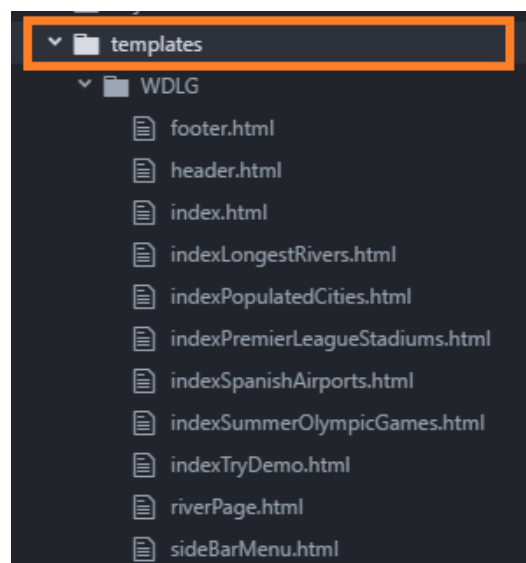 templates
WDLG
footer.html
header.html
index.html
indexLongestRivers.html
indexPopulatedCities.html
indexPremierLeagueStadiums.html
indexSpanishAirports.html
indexSummerOlympicGames.html
indexTryDemo.html
riverPage.html
sideBarMenu.html